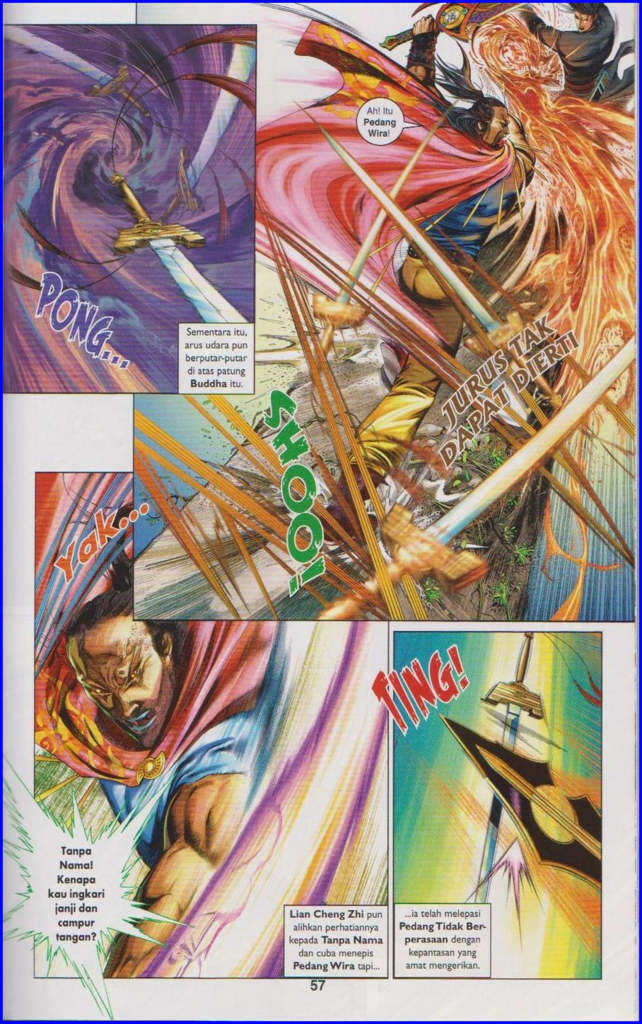 PONG...
Sementara itu,
arus udara pun
berputar-putar
di atas patung
Buddha itu.
Ah! Itu
Pedang
Wira!
JURUS TAK
DAPAT DIERTI
SHOO!
Yak...
Tanpa
Nama!
Kenapa
kau ingkari
janji dan
campur
tangan?
Lian Cheng Zhi pun
alihkan perhatiannya
kepada Tanpa Nama
dan cuba menepis
Pedang Wira tapi...
TING!
...ia telah melepasi
Pedang Tidak Ber-
perasaan dengan
kepantasan yang
amat mengerikan.
57